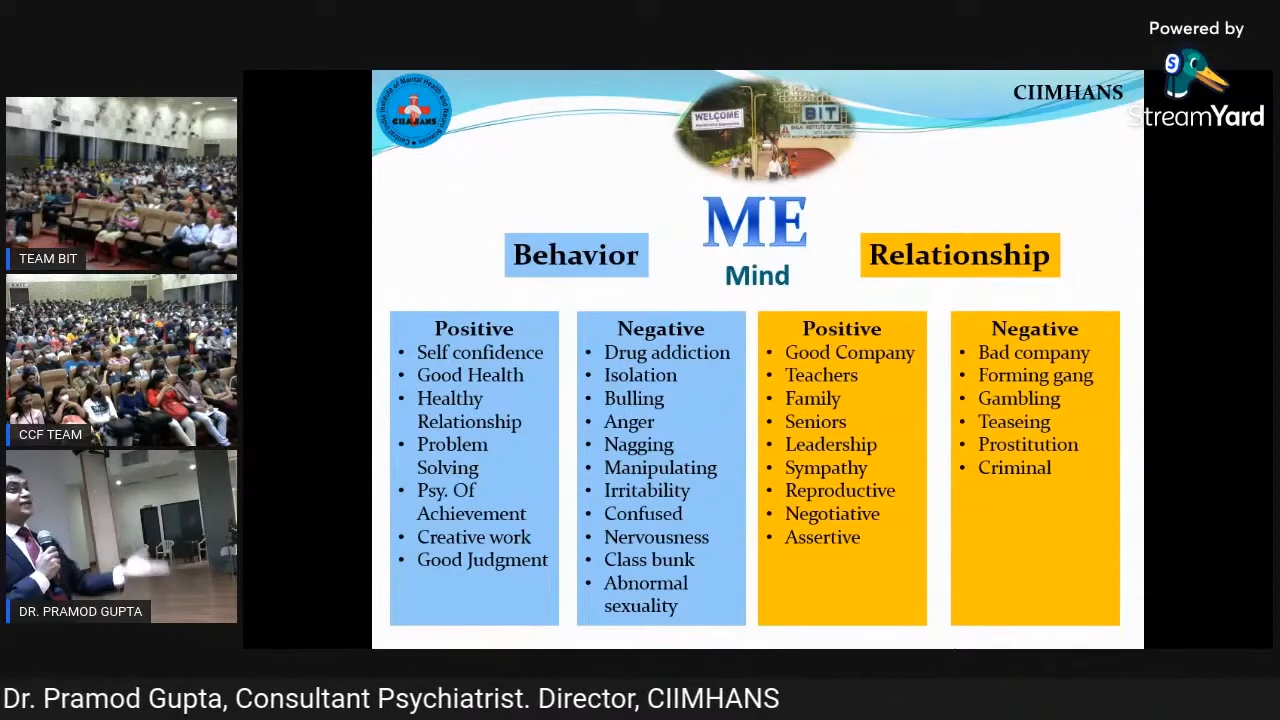 Powered by
StreamYard
CIIMHANS
CIIMHANS
WELCOME
BIT
ME
Mind
Behavior
Relationship
Positive
• Self confidence
• Good Health
• Healthy
Relationship
• Problem
Solving
• Psy. Of
Achievement
• Creative work
• Good Judgment
Negative
• Drug addiction
• Isolation
• Bulling
• Anger
• Nagging
• Manipulating
• Irritability
• Confused
• Nervousness
• Class bunk
• Abnormal
sexuality
Positive
• Good Company
• Teachers
• Family
• Seniors
• Leadership
• Sympathy
• Reproductive
• Negotiative
• Assertive
Negative
• Bad company
• Forming gang
• Gambling
• Teaseing
• Prostitution
• Criminal
TEAM BIT
CCF TEAM
DR. PRAMOD GUPTA
Dr. Pramod Gupta, Consultant Psychiatrist. Director, CIIMHANS